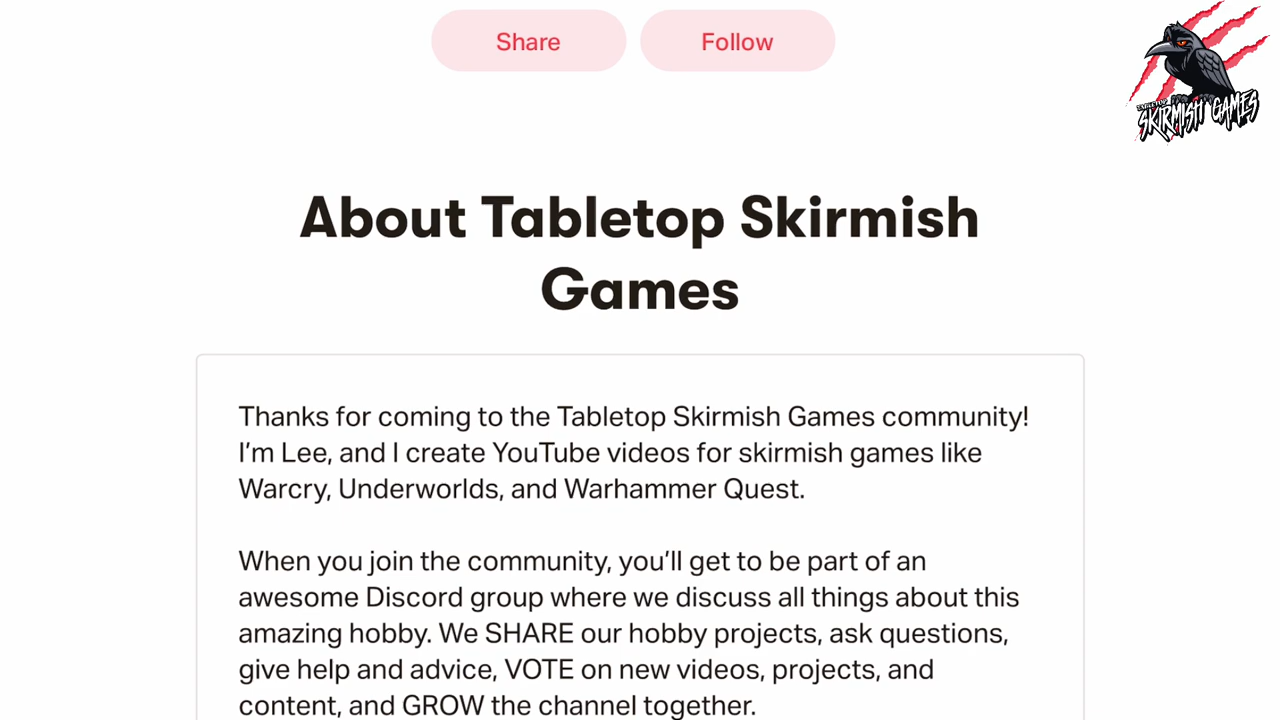 Share
Follow
TABLETOP
SKIRMISH GAMES
About Tabletop Skirmish
Games
Thanks for coming to the Tabletop Skirmish Games community!
I’m Lee, and I create YouTube videos for skirmish games like
Warcry, Underworlds, and Warhammer Quest.
When you join the community, you’ll get to be part of an
awesome Discord group where we discuss all things about this
amazing hobby. We SHARE our hobby projects, ask questions,
give help and advice, VOTE on new videos, projects, and
content, and GROW the channel together.